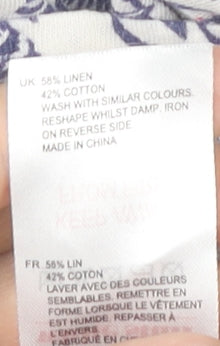 UK 58% LINEN
42% COTTON
WASH WITH SIMILAR COLOURS.
RESHAPE WHILST DAMP. IRON
ON REVERSE SIDE
MADE IN CHINA
FR 58% LIN
42% COTON
LAVER AVEC DES COULEURS
SEMBLABLES. REMETTRE EN
FORME LORSQUE LE VÊTEMENT
EST HUMIDE. REPASSER À
L'ENVERS.
FABRIQUÉ EN